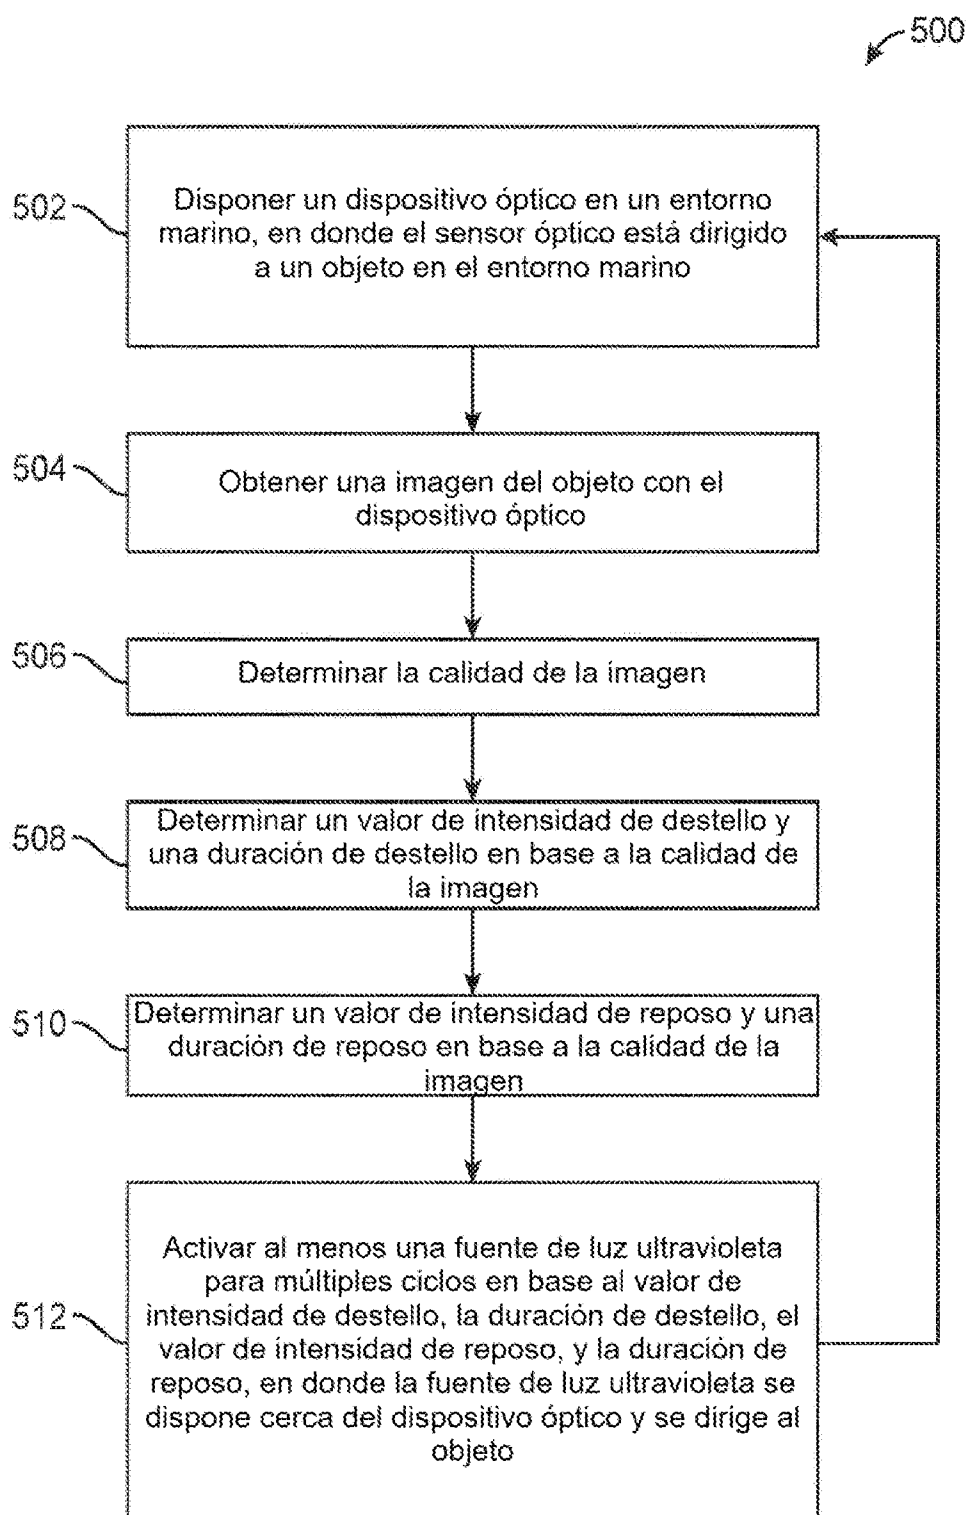 500
502
Disponer un dispositivo óptico en un entorno
marino, en donde el sensor óptico está dirigido
a un objeto en el entorno marino
504
Obtener una imagen del objeto con el
dispositivo óptico
506
Determinar la calidad de la imagen
508
Determinar un valor de intensidad de destello y
una duración de destello en base a la calidad de
la imagen
510
Determinar un valor de intensidad de reposo y una
duración de reposo en base a la calidad de la
imagen
512
Activar al menos una fuente de luz ultravioleta
para múltiples ciclos en base al valor de
intensidad de destello, la duración de destello, el
valor de intensidad de reposo, y la duración de
reposo, en donde la fuente de luz ultravioleta se
dispone cerca del dispositivo óptico y se dirige al
objeto